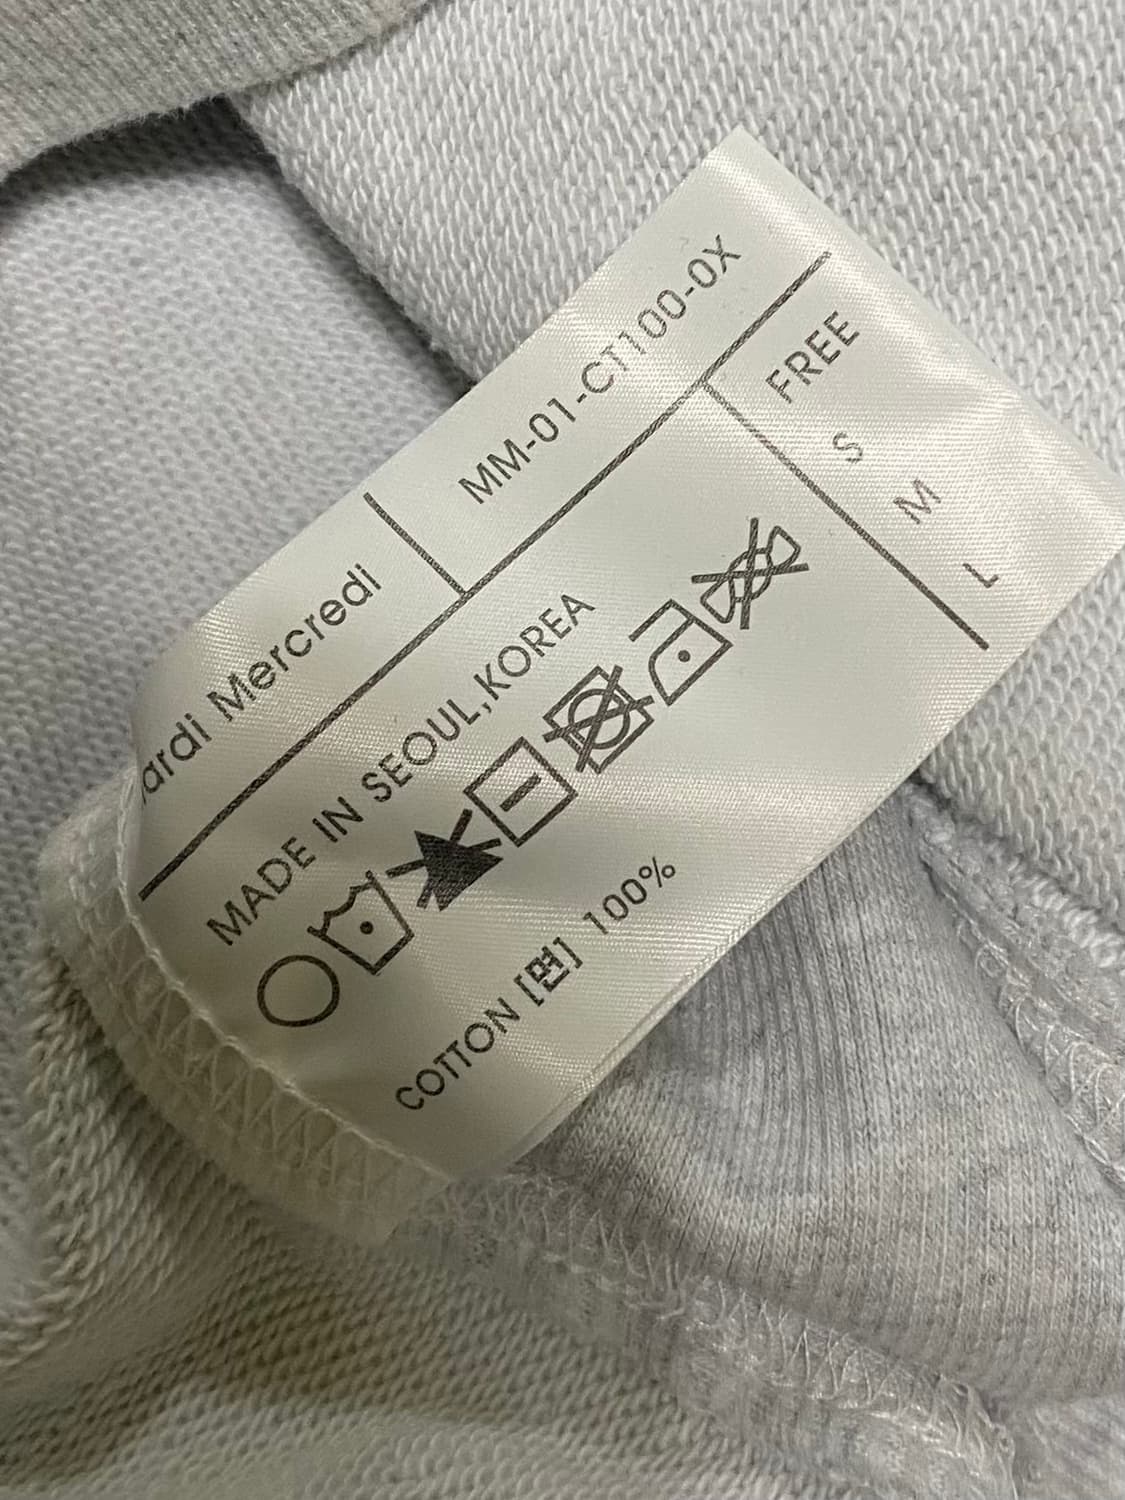 ardi Mercredi
MM-01-CT100-0X
MADE IN SEOUL,KOREA
COTTON [면] 100%
FREE
S
M
L